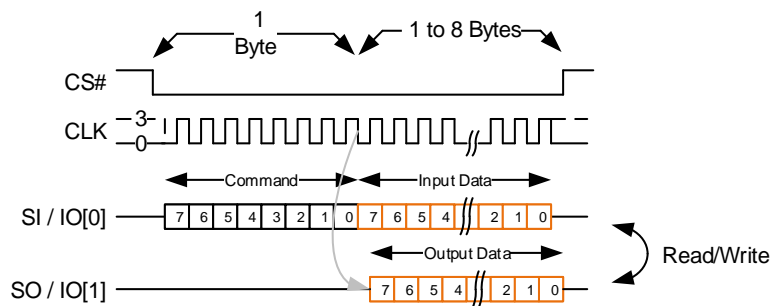 1
Byte
1 to 8 Bytes
CS#
CLK
3
0
Command
Input Data
SI / IO[0]
7 6 5 4 3 2 1 0 7 6 5 4 2 1 0
Output Data
Read/Write
SO / IO[1]
7 6 5 4 2 1 0